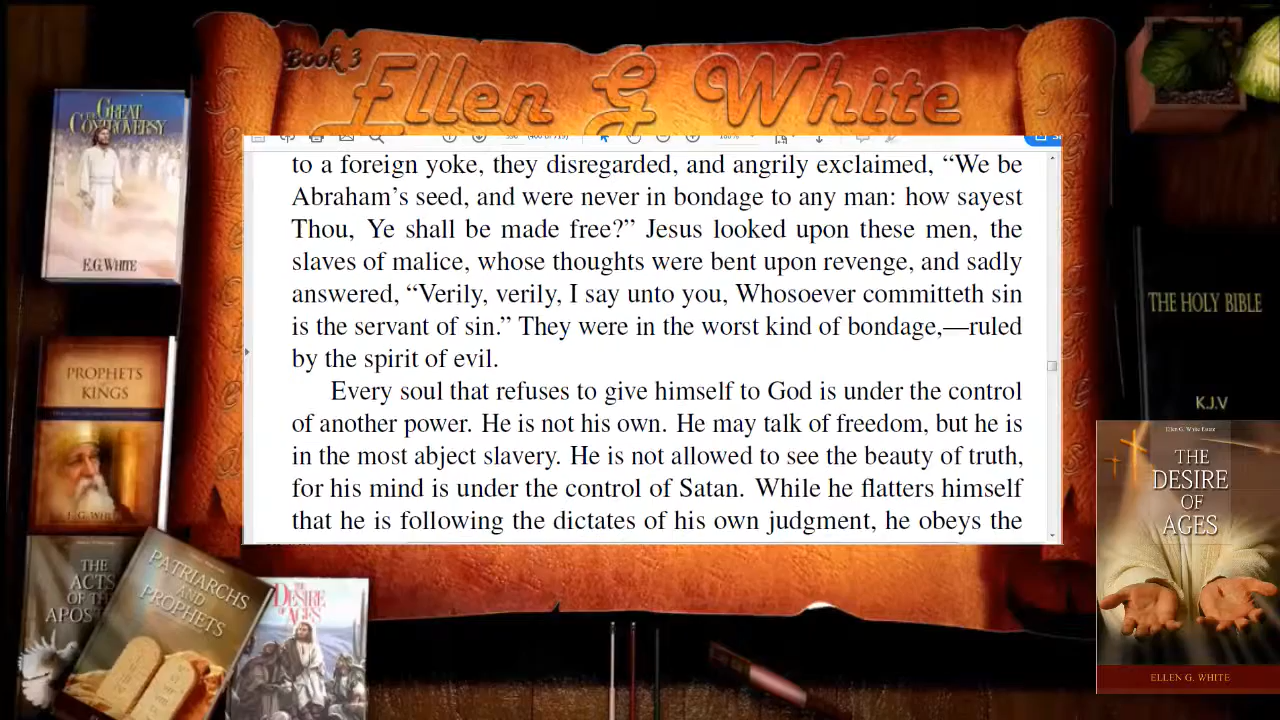 Book 3
Ellen G White
to a foreign yoke, they disregarded, and angrily exclaimed, “We be
Abraham’s seed, and were never in bondage to any man: how sayest
Thou, Ye shall be made free?” Jesus looked upon these men, the
slaves of malice, whose thoughts were bent upon revenge, and sadly
answered, “Verily, verily, I say unto you, Whosoever committeth sin
is the servant of sin.” They were in the worst kind of bondage,—ruled
by the spirit of evil.
Every soul that refuses to give himself to God is under the control
of another power. He is not his own. He may talk of freedom, but he is
in the most abject slavery. He is not allowed to see the beauty of truth,
for his mind is under the control of Satan. While he flatters himself
that he is following the dictates of his own judgment, he obeys the
GREAT
CONTROVERSY
E.G. WHITE
PROPHETS
KINGS
THE
ACTS
OF
PATRIARCHS
AND
PROPHETS
DESIRE
OF AGES
THE HOLY BIBLE
K.J.V
THE
DESIRE
OF
AGES
ELLEN G. WHITE